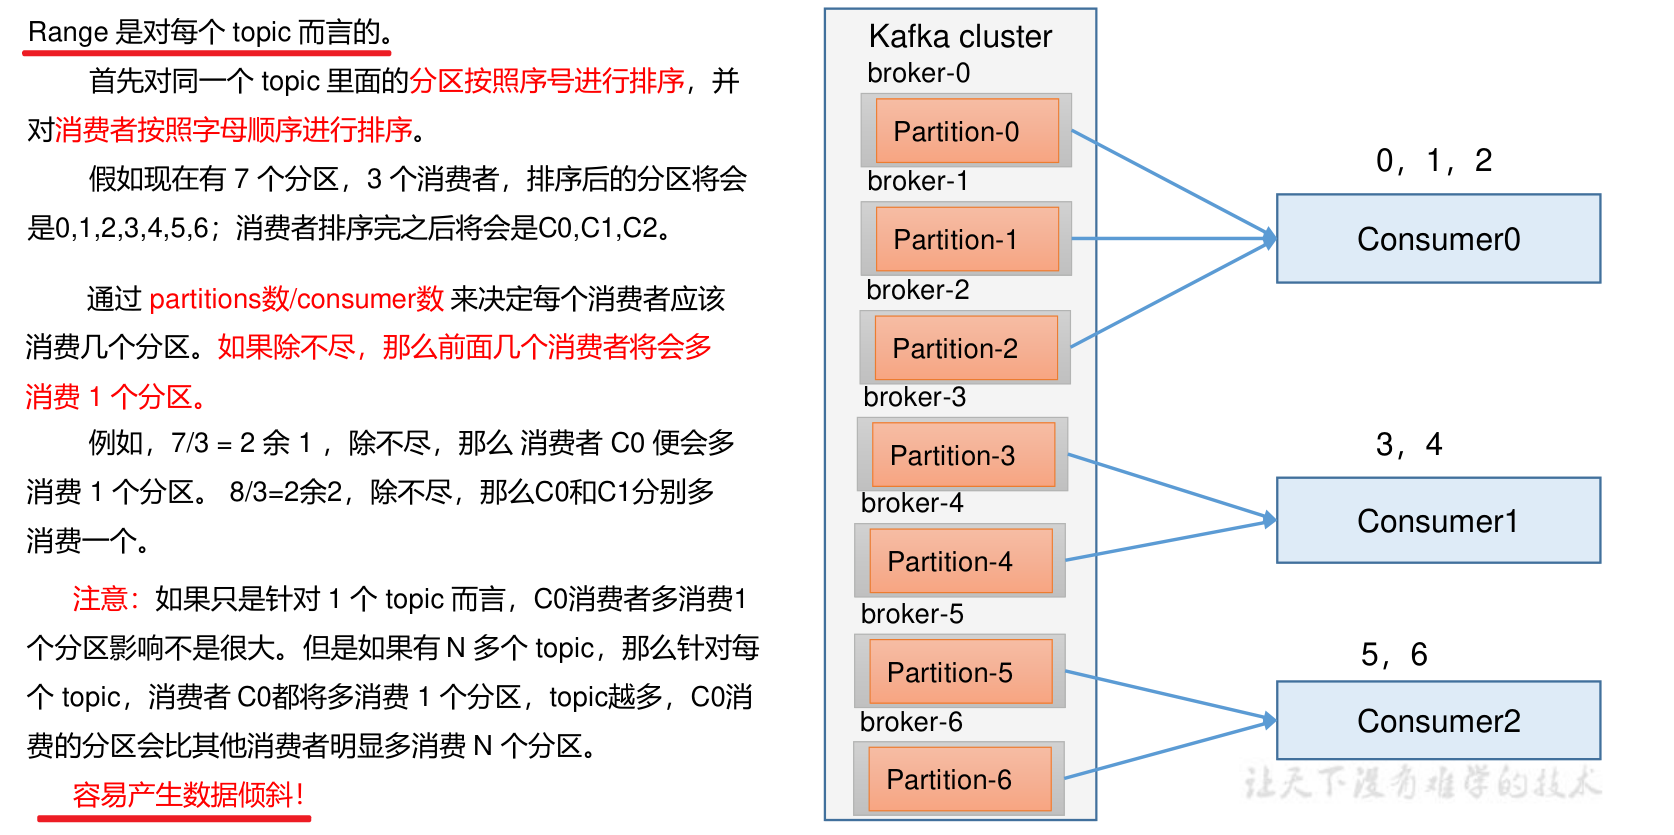 Range 是对每个 topic 而言的。
首先对同一个 topic 里面的分区按照序号进行排序，并
对消费者按照字母顺序进行排序。
假如现在有 7 个分区，3 个消费者，排序后的分区将会
是0,1,2,3,4,5,6；消费者排序完之后将会是C0,C1,C2。
通过 partitions数/consumer数 来决定每个消费者应该
消费几个分区。如果除不尽，那么前面几个消费者将会多
消费 1 个分区。
例如，7/3 = 2 余 1 ，除不尽，那么 消费者 C0 便会多
消费 1 个分区。 8/3=2余2，除不尽，那么C0和C1分别多
消费一个。
注意：如果只是针对 1 个 topic 而言，C0消费者多消费1
个分区影响不是很大。但是如果有 N 多个 topic，那么针对每
个 topic，消费者 C0都将多消费 1 个分区，topic越多，C0消
费的分区会比其他消费者明显多消费 N 个分区。
容易产生数据倾斜！
Kafka cluster
broker-0
Partition-0
broker-1
Partition-1
broker-2
Partition-2
broker-3
Partition-3
broker-4
Partition-4
broker-5
Partition-5
broker-6
Partition-6
0，1，2
Consumer0
3，4
Consumer1
5，6
Consumer2
让天下没有难学的技术